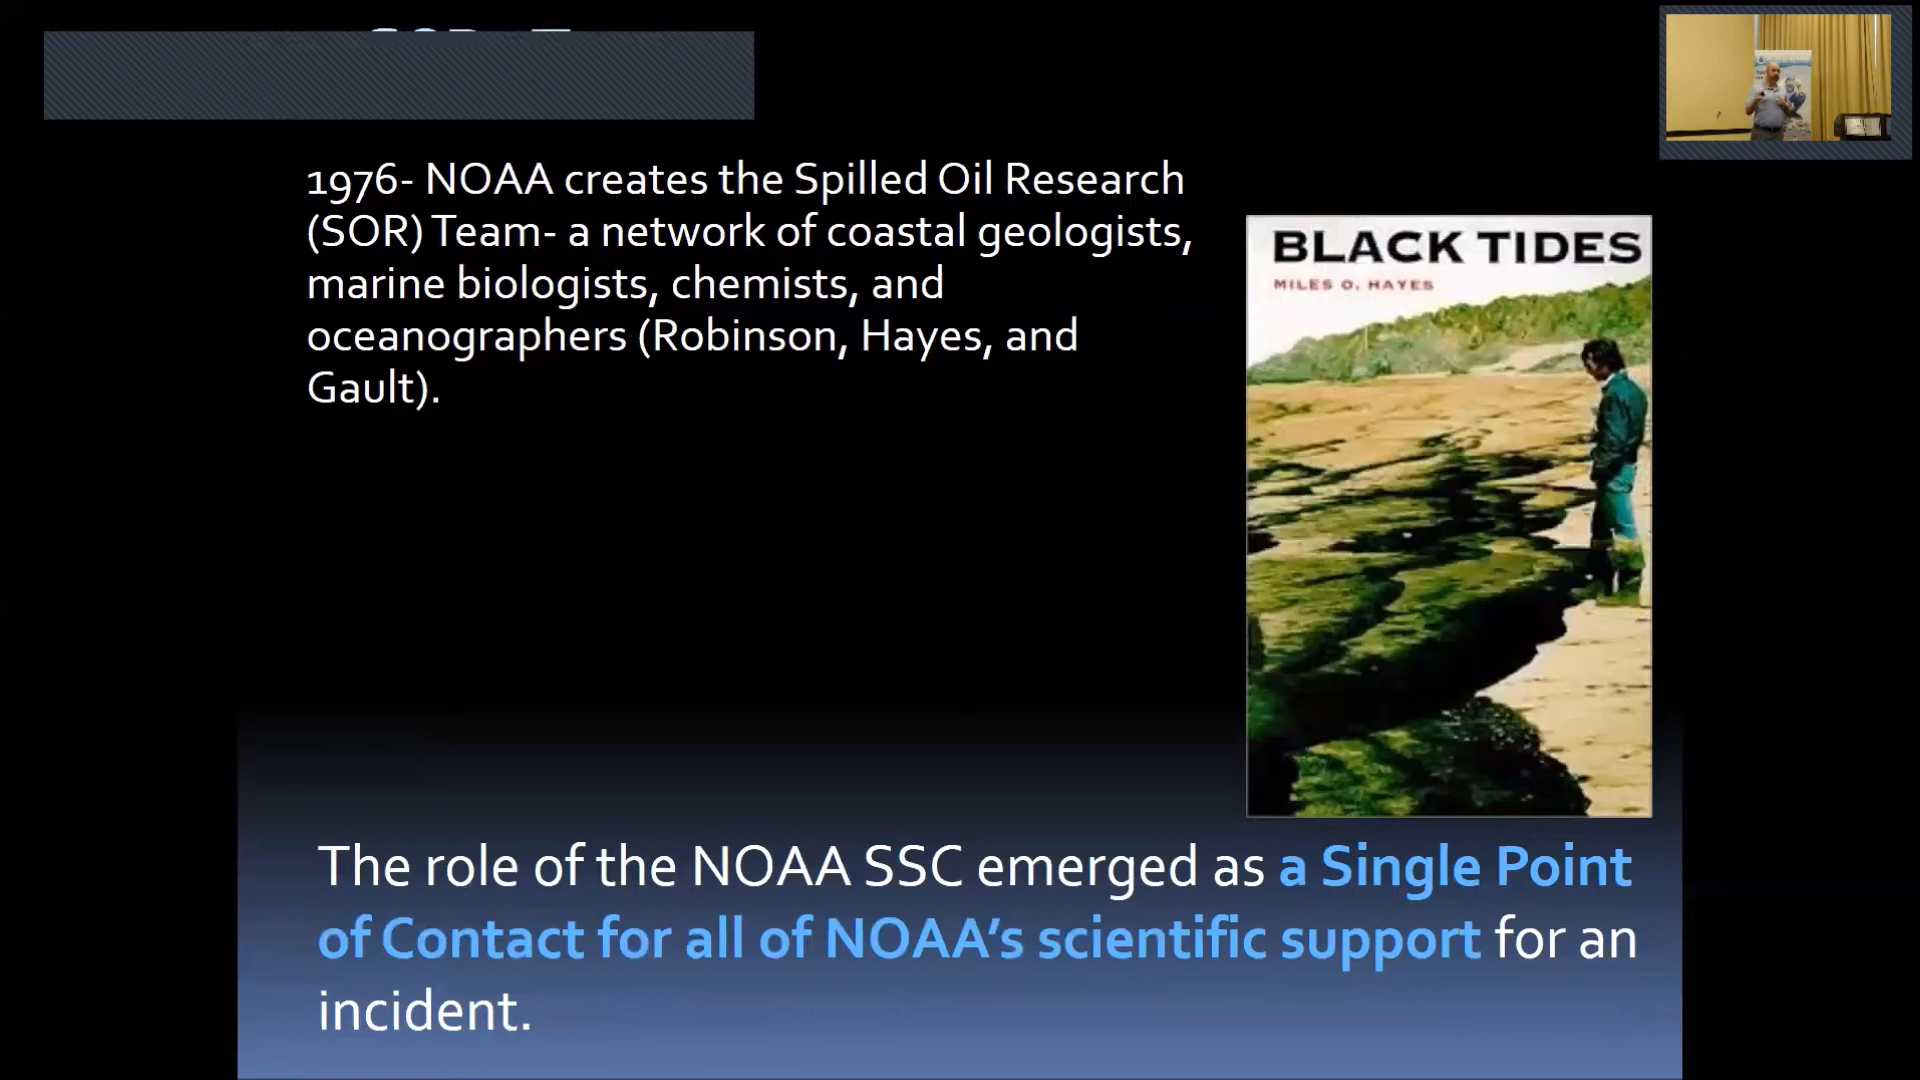 1976- NOAA creates the Spilled Oil Research
(SOR) Team- a network of coastal geologists,
marine biologists, chemists, and
oceanographers (Robinson, Hayes, and
Gault).
BLACK TIDES
MILES O. HAYES
The role of the NOAA SSC emerged as a Single Point
of Contact for all of NOAA’s scientific support for an
incident.